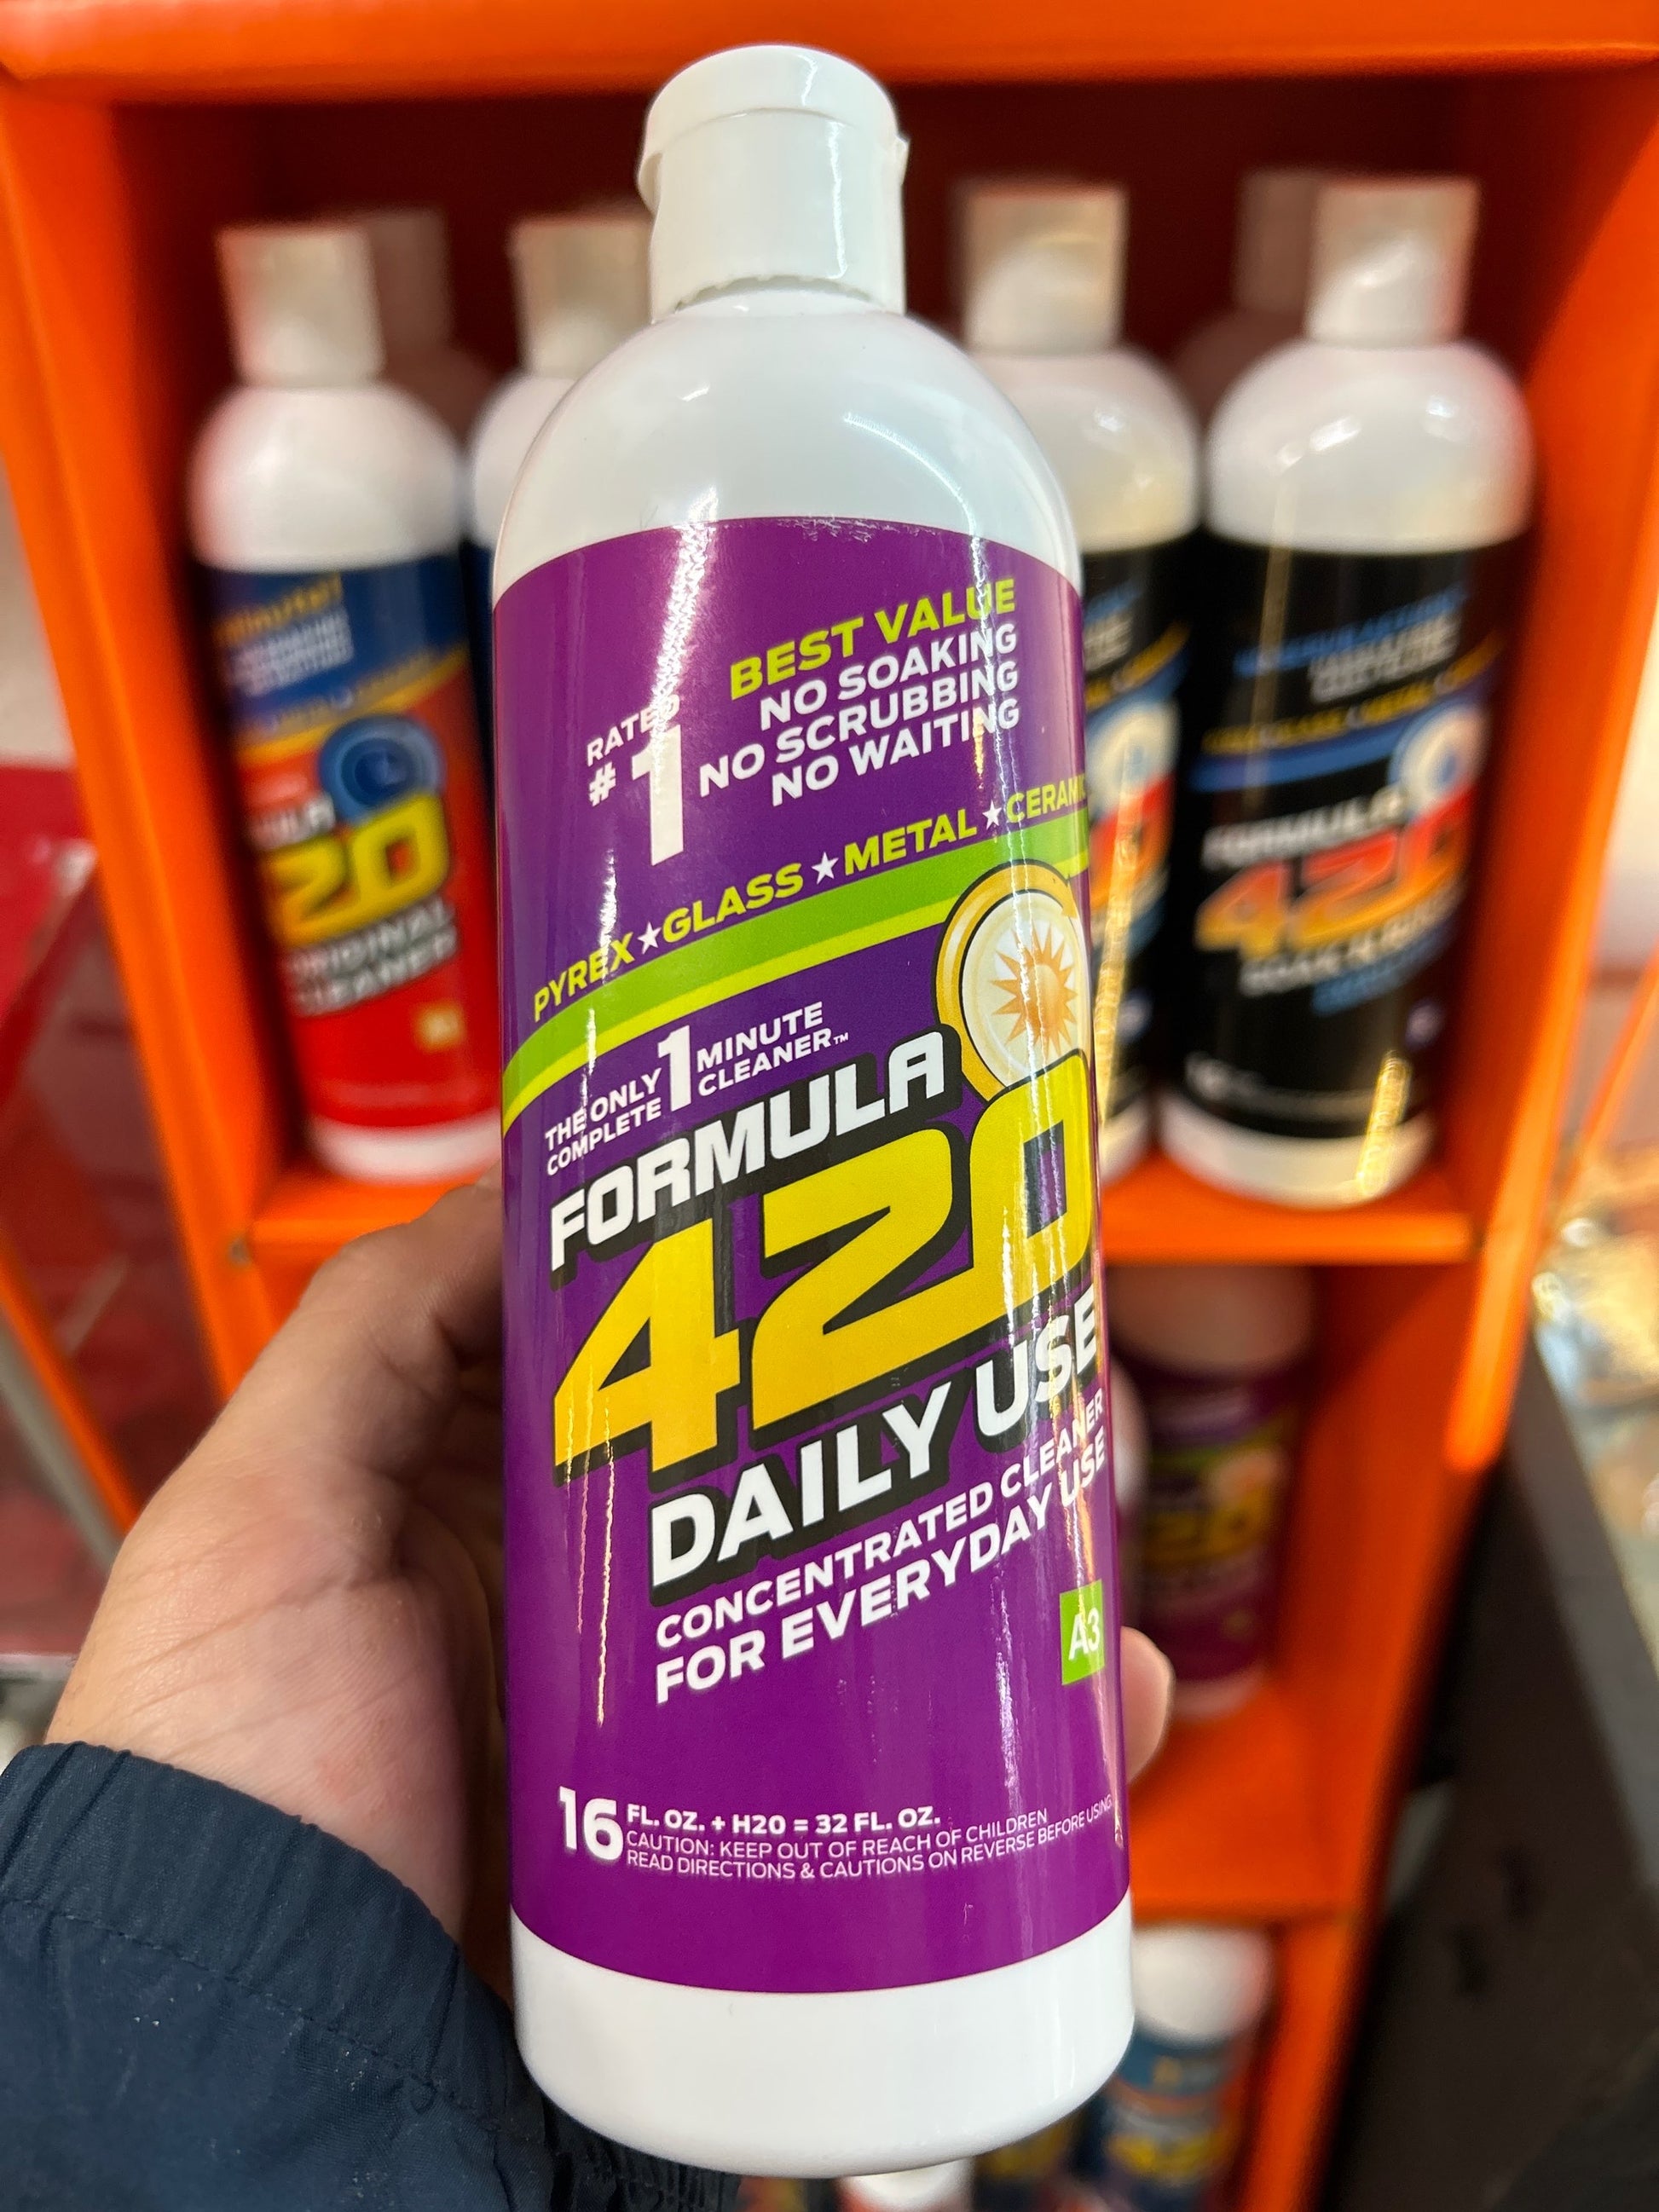 BEST VALUE
NO SOAKING
NO SCRUBBING
NO WAITING
RATED
#1
PYREX ★ GLASS ★ METAL ★ CERAMIC
THE ONLY
COMPLETE
1
MINUTE
CLEANER™
FORMULA
420
DAILY USE
CONCENTRATED CLEANER
FOR EVERYDAY USE
A3
16 FL. OZ. + H20 = 32 FL. OZ.
CAUTION: KEEP OUT OF REACH OF CHILDREN
READ DIRECTIONS & CAUTIONS ON REVERSE BEFORE USING.
20
ORIGINAL
CLEANER
FORMULA
420